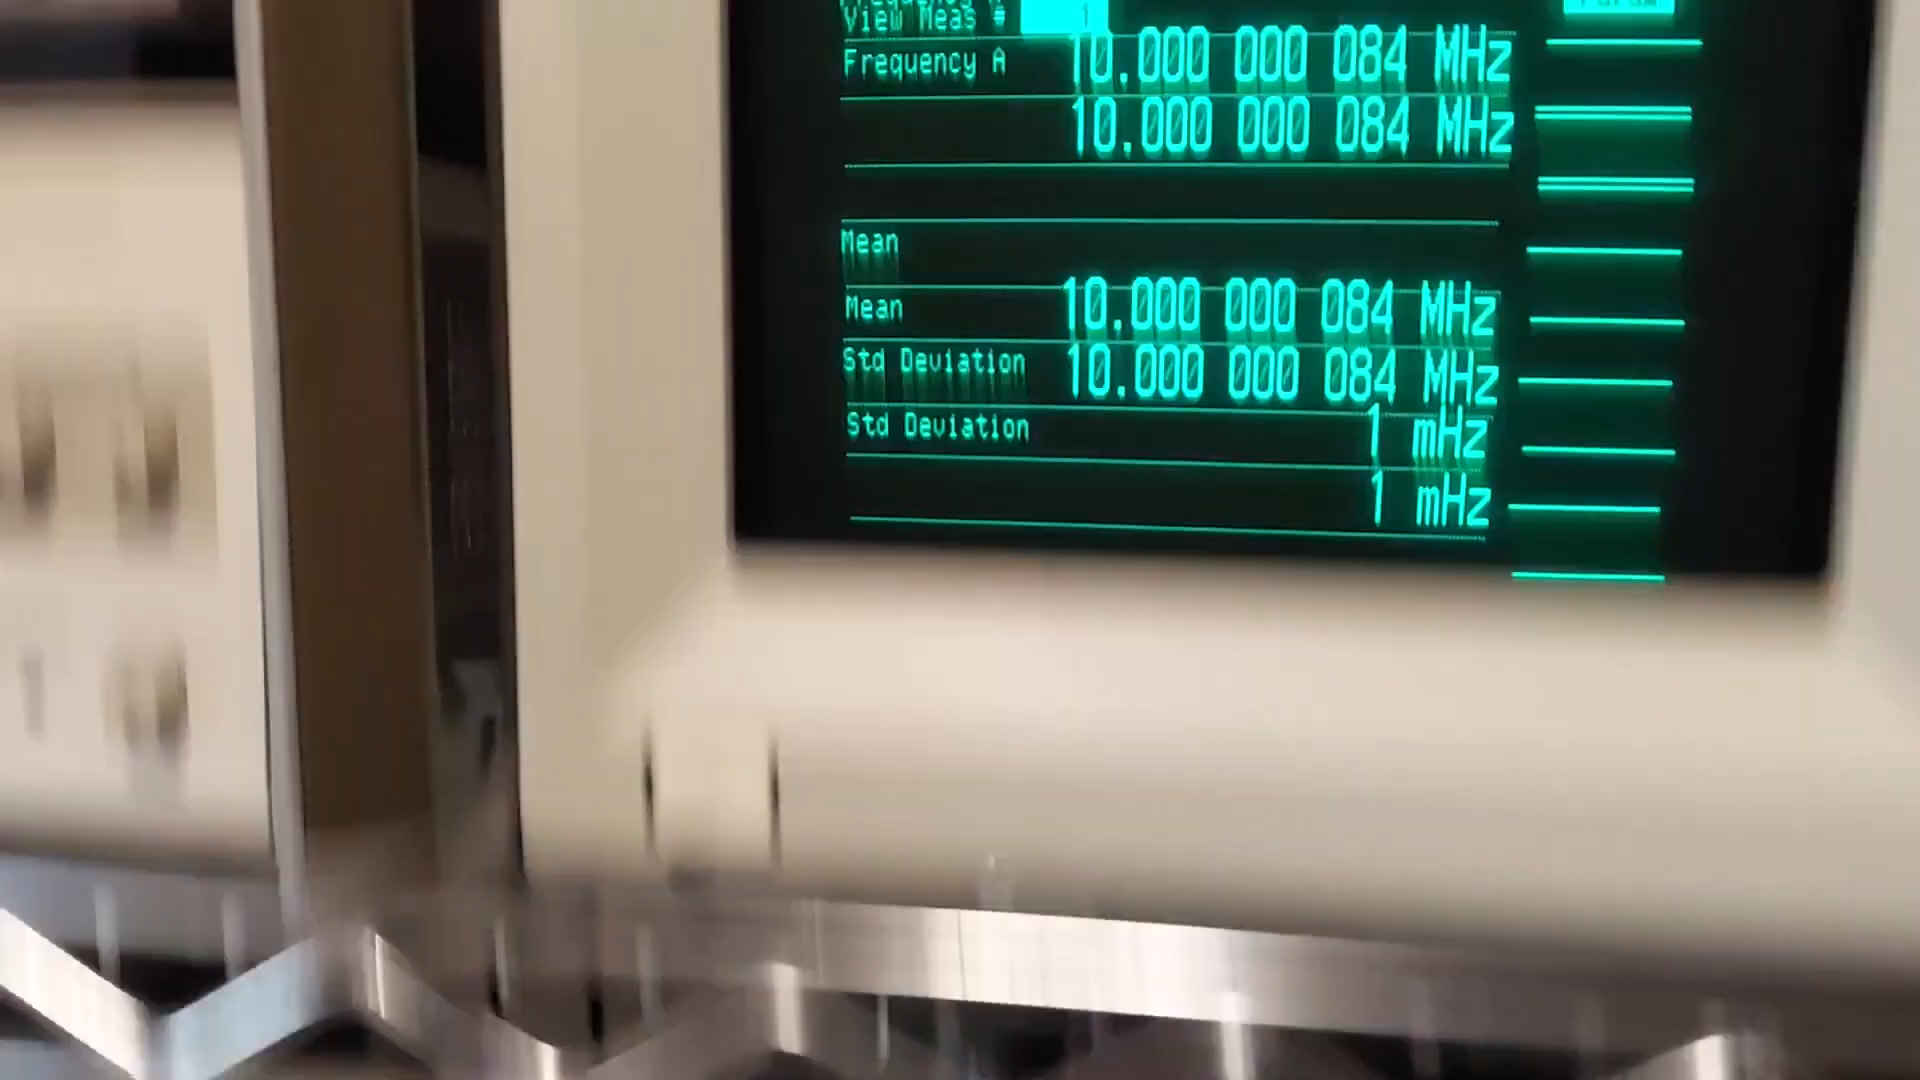 View Meas # 1
Frequency A 10.000 000 084 MHz
10.000 000 084 MHz
Mean
Mean 10.000 000 084 MHz
Std Deviation 10.000 000 084 MHz
Std Deviation 1 mHz
1 mHz